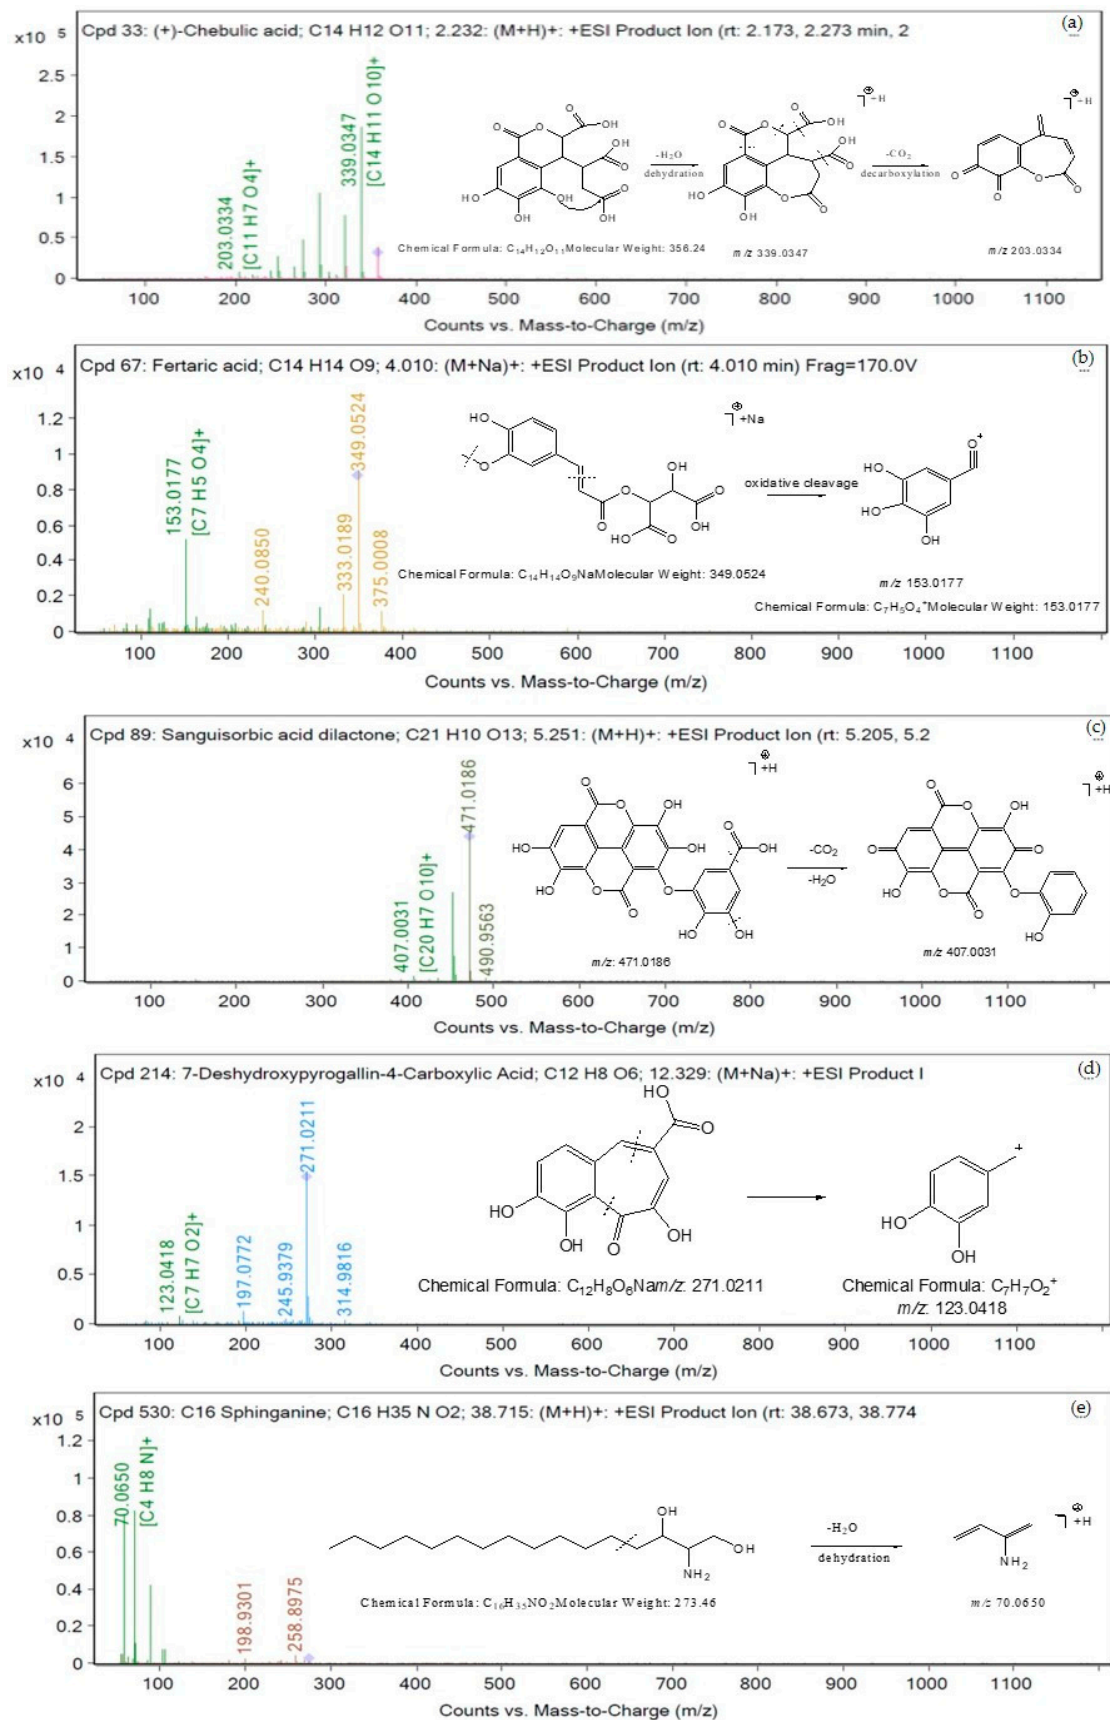 Cpd 33: (+)-Chebulic acid; C14 H12 O11; 2.232: (M+H)+: +ESI Product Ion (rt: 2.173, 2.273 min, 2
(a)
x10 5
2.5
2
1.5
1
0.5
0
203.0334
[C11 H7 O4]+
339.0347
[C14 H11 O10]+
-H2O
dehydration
-CO2
decarboxylation
+H
+H
Chemical Formula: C14H12O11Molecular Weight: 356.24
m/z 339.0347
m/z 203.0334
100 200 300 400 500 600 700 800 900 1000 1100
Counts vs. Mass-to-Charge (m/z)
Cpd 67: Fertaric acid; C14 H14 O9; 4.010: (M+Na)+: +ESI Product Ion (rt: 4.010 min) Frag=170.0V
(b)
x10 4
1.2
1
0.8
0.6
0.4
0.2
0
153.0177
[C7 H5 O4]+
240.0850
333.0189
349.0524
375.0008
+Na
oxidative cleavage
Chemical Formula: C14H14O9NaMolecular Weight: 349.0524
m/z 153.0177
Chemical Formula: C7H5O4+Molecular Weight: 153.0177
100 200 300 400 500 600 700 800 900 1000 1100
Counts vs. Mass-to-Charge (m/z)
Cpd 89: Sanguisorbic acid dilactone; C21 H10 O13; 5.251: (M+H)+: +ESI Product Ion (rt: 5.205, 5.2
(c)
x10 4
6
5
4
3
2
1
0
407.0031
[C20 H7 O10]+
471.0186
490.9563
+H
-CO2
-H2O
+H
m/z: 471.0186
m/z 407.0031
100 200 300 400 500 600 700 800 900 1000 1100
Counts vs. Mass-to-Charge (m/z)
Cpd 214: 7-Deshydroxypyrogallin-4-Carboxylic Acid; C12 H8 O6; 12.329: (M+Na)+: +ESI Product I
(d)
x10 4
2
1.5
1
0.5
0
123.0418
[C7 H7 O2]+
197.0772
245.9379
271.0211
314.9816
Chemical Formula: C12H8O6Nam/z: 271.0211
Chemical Formula: C7H7O2+
m/z: 123.0418
100 200 300 400 500 600 700 800 900 1000 1100
Counts vs. Mass-to-Charge (m/z)
Cpd 530: C16 Sphinganine; C16 H35 N O2; 38.715: (M+H)+: +ESI Product Ion (rt: 38.673, 38.774
(e)
x10 5
1.2
1
0.8
0.6
0.4
0.2
0
70.0650
[C4 H8 N]+
198.9301
258.8975
OH
OH
NH2
-H2O
dehydration
NH2
+H
Chemical Formula: C16H35NO2Molecular Weight: 273.46
m/z 70.0650
100 200 300 400 500 600 700 800 900 1000 1100
Counts vs. Mass-to-Charge (m/z)